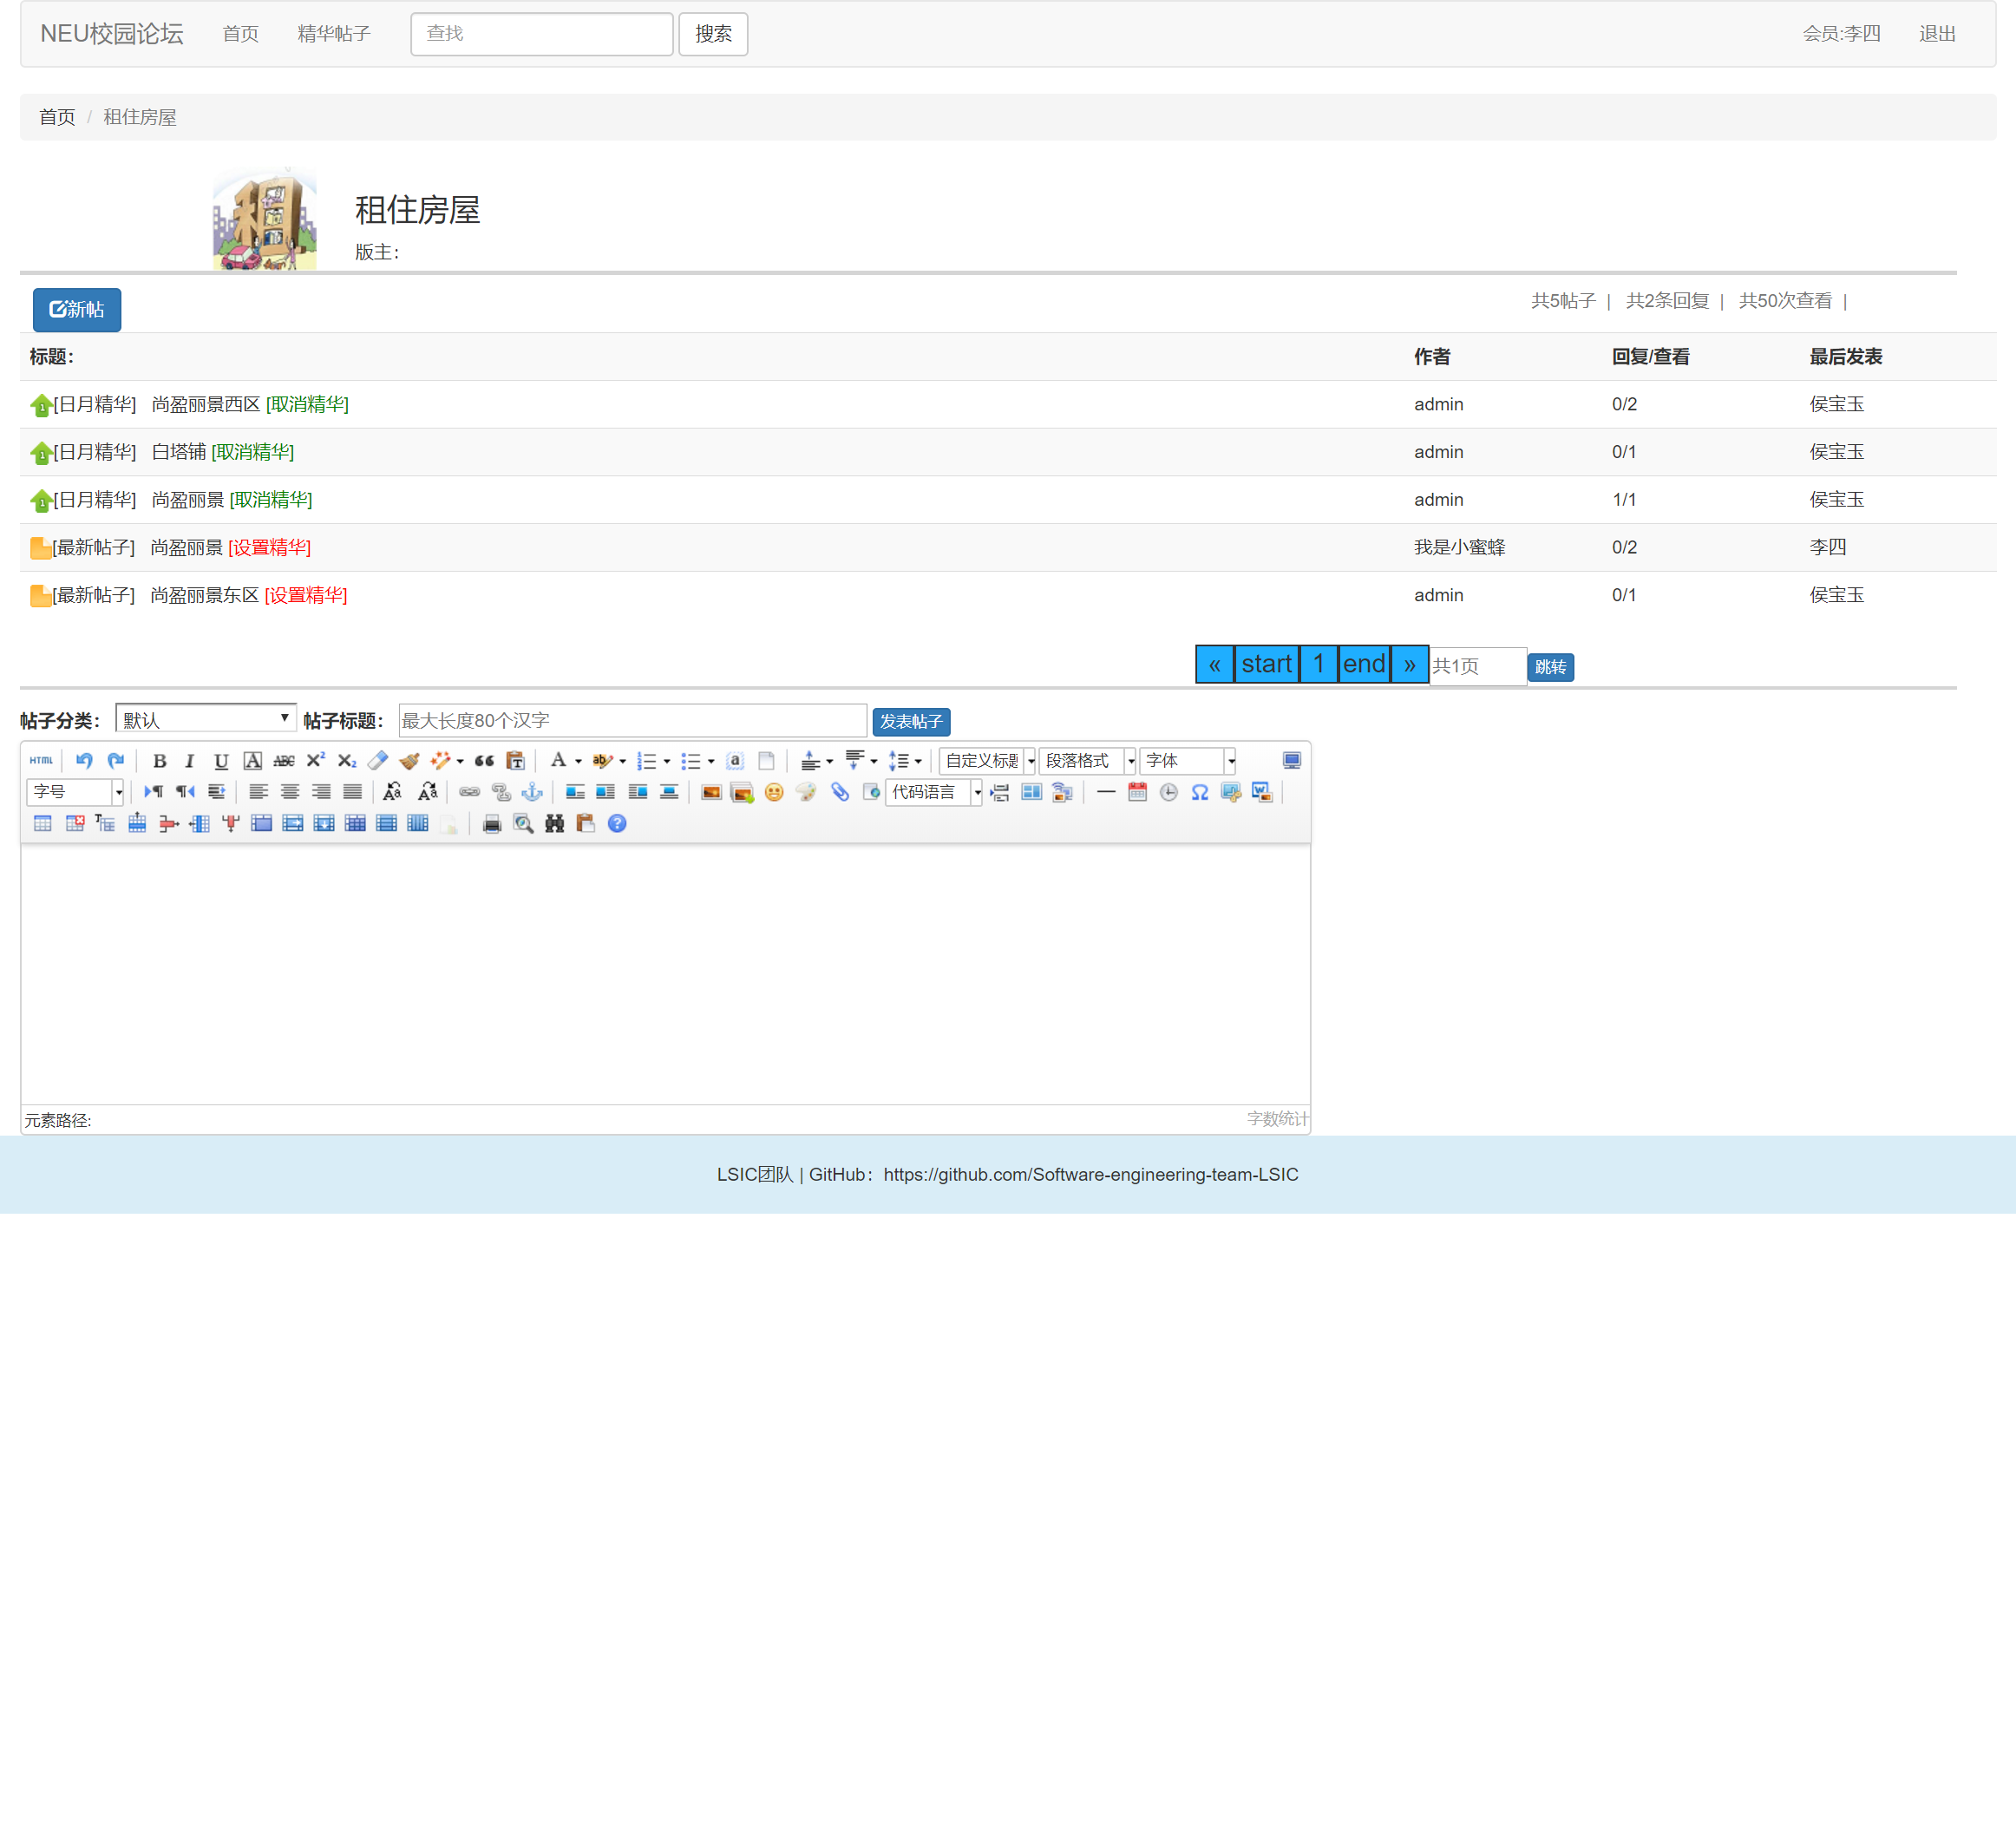 NEU校园论坛 首页 精华帖子 查找 搜索 会员:李四 退出
首页 / 租住房屋
租
租住房屋
版主：
新帖 共5帖子 | 共2条回复 | 共50次查看 |
标题： 作者 回复/查看 最后发表
[日月精华] 尚盈丽景西区 [取消精华] admin 0/2 侯宝玉
[日月精华] 白塔铺 [取消精华] admin 0/1 侯宝玉
[日月精华] 尚盈丽景 [取消精华] admin 1/1 侯宝玉
[最新帖子] 尚盈丽景 [设置精华] 我是小蜜蜂 0/2 李四
[最新帖子] 尚盈丽景东区 [设置精华] admin 0/1 侯宝玉
« start 1 end » 共1页 跳转
帖子分类： 默认 帖子标题： 最大长度80个汉字 发表帖子
HTML B I U A ABC X² X₂ T A ab a 自定义标题 段落格式 字体
字号 Aa Aa 代码语言 Ω W
T ?
元素路径: 字数统计
LSIC团队 | GitHub：https://github.com/Software-engineering-team-LSIC